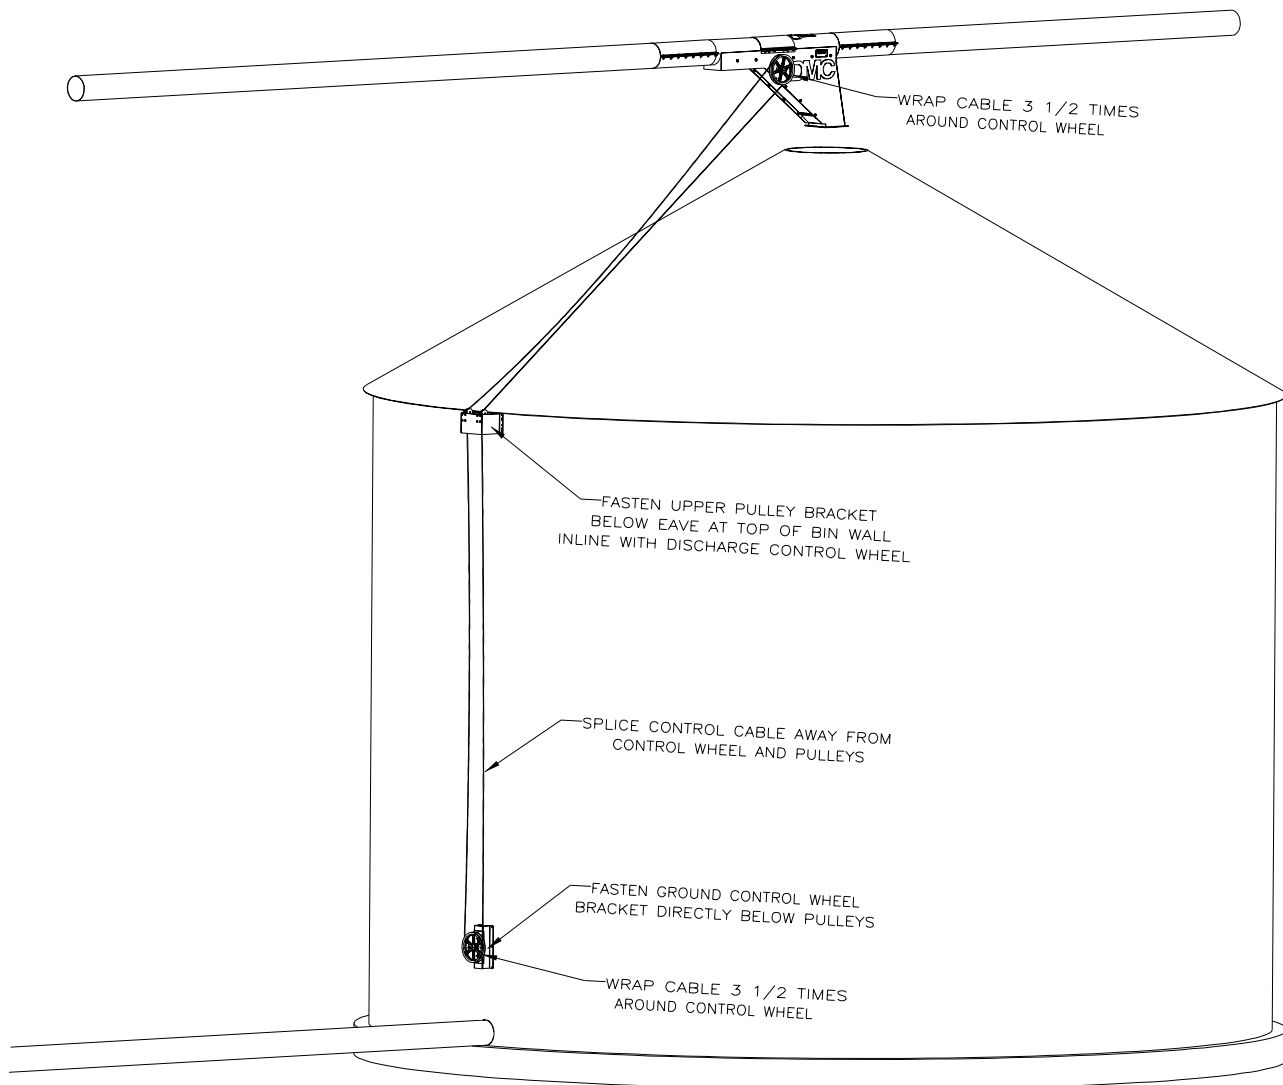 DMC
WRAP CABLE 3 1/2 TIMES
AROUND CONTROL WHEEL
FASTEN UPPER PULLEY BRACKET
BELOW EAVE AT TOP OF BIN WALL
INLINE WITH DISCHARGE CONTROL WHEEL
SPLICE CONTROL CABLE AWAY FROM
CONTROL WHEEL AND PULLEYS
FASTEN GROUND CONTROL WHEEL
BRACKET DIRECTLY BELOW PULLEYS
WRAP CABLE 3 1/2 TIMES
AROUND CONTROL WHEEL